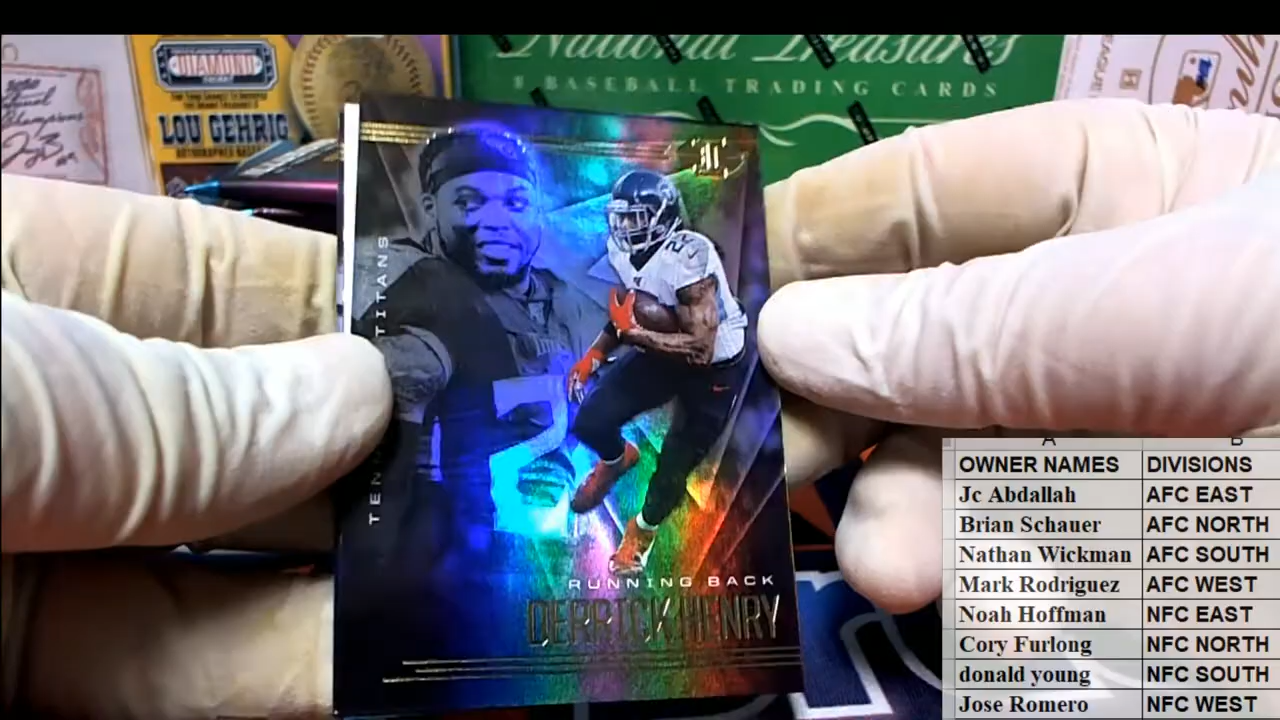 National Treasures
BASEBALL TRADING CARDS
DIAMOND
LOU GEHRIG
TITANS
RUNNING BACK
DERRICK HENRY
A B
OWNER NAMES DIVISIONS
Jc Abdallah AFC EAST
Brian Schauer AFC NORTH
Nathan Wickman AFC SOUTH
Mark Rodriguez AFC WEST
Noah Hoffman NFC EAST
Cory Furlong NFC NORTH
donald young NFC SOUTH
Jose Romero NFC WEST